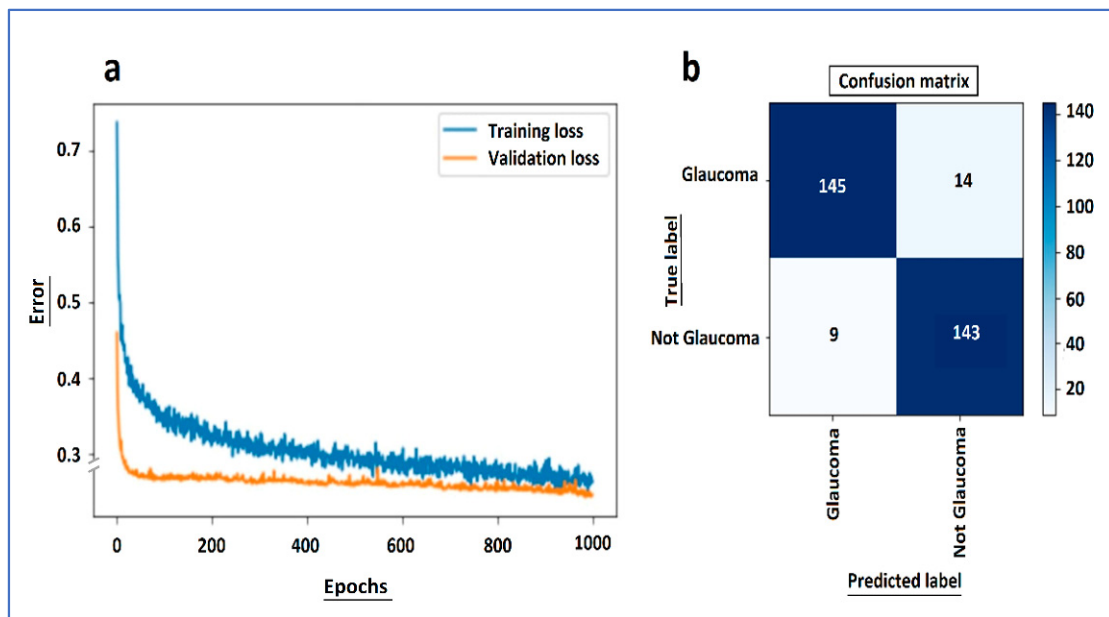 a
Training loss
Validation loss
0.7
0.6
0.5
0.4
0.3
Error
0
200
400
600
800
1000
Epochs
b
Confusion matrix
Glaucoma
Not Glaucoma
True label
145
14
9
143
Glaucoma
Not Glaucoma
Predicted label
140
120
100
80
60
40
20